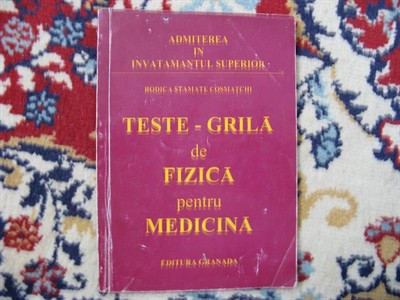 ADMITEREA
IN
INVATAMANTUL SUPERIOR
RODICA STAMATE COSMATCHI
TESTE - GRILĂ
de
FIZICĂ
pentru
MEDICINĂ
EDITURA GRANADA